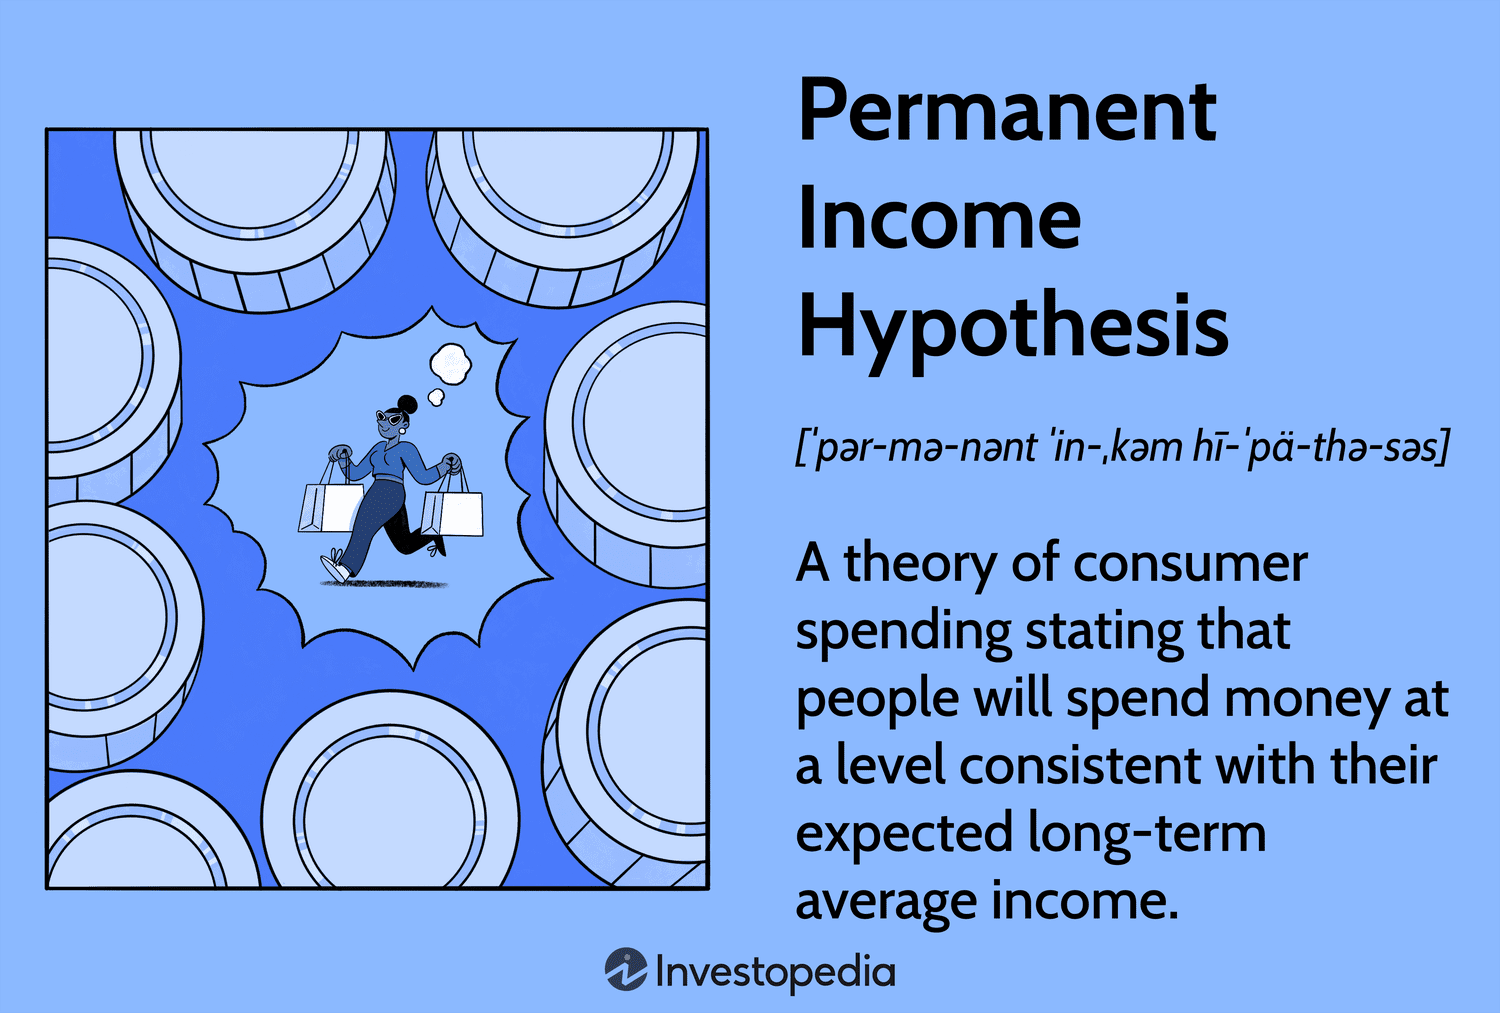 Permanent
Income
Hypothesis
[ˈpər-mə-nənt ˈin-ˌkəm hī-ˈpä-thə-səs]
A theory of consumer
spending stating that
people will spend money at
a level consistent with their
expected long-term
average income.
Investopedia